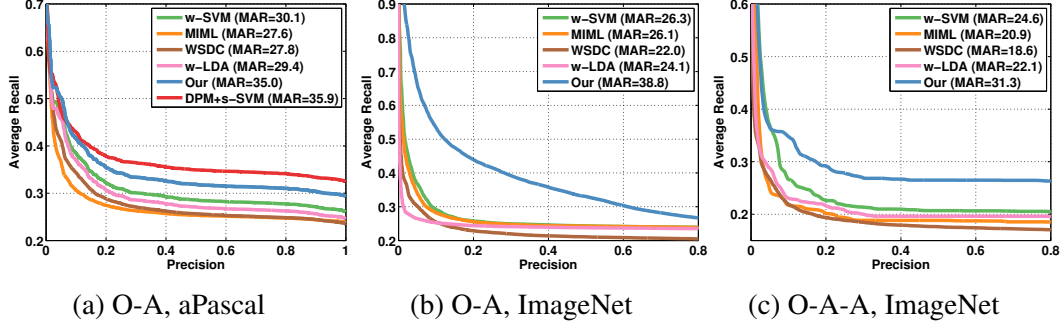 Average Recall
0.7
0.6
0.5
0.4
0.3
0.2
0
0.2
0.4
0.6
0.8
1
Precision
w-SVM (MAR=30.1)
MIML (MAR=27.6)
WSDC (MAR=27.8)
w-LDA (MAR=29.4)
Our (MAR=35.0)
DPM+s-SVM (MAR=35.9)
(a) O-A, aPascal
Average Recall
0.9
0.8
0.7
0.6
0.5
0.4
0.3
0.2
0
0.2
0.4
0.6
0.8
Precision
w-SVM (MAR=26.3)
MIML (MAR=26.1)
WSDC (MAR=22.0)
w-LDA (MAR=24.1)
Our (MAR=38.8)
(b) O-A, ImageNet
Average Recall
0.6
0.5
0.4
0.3
0.2
0
0.2
0.4
0.6
0.8
Precision
w-SVM (MAR=24.6)
MIML (MAR=20.9)
WSDC (MAR=18.6)
w-LDA (MAR=22.1)
Our (MAR=31.3)
(c) O-A-A, ImageNet